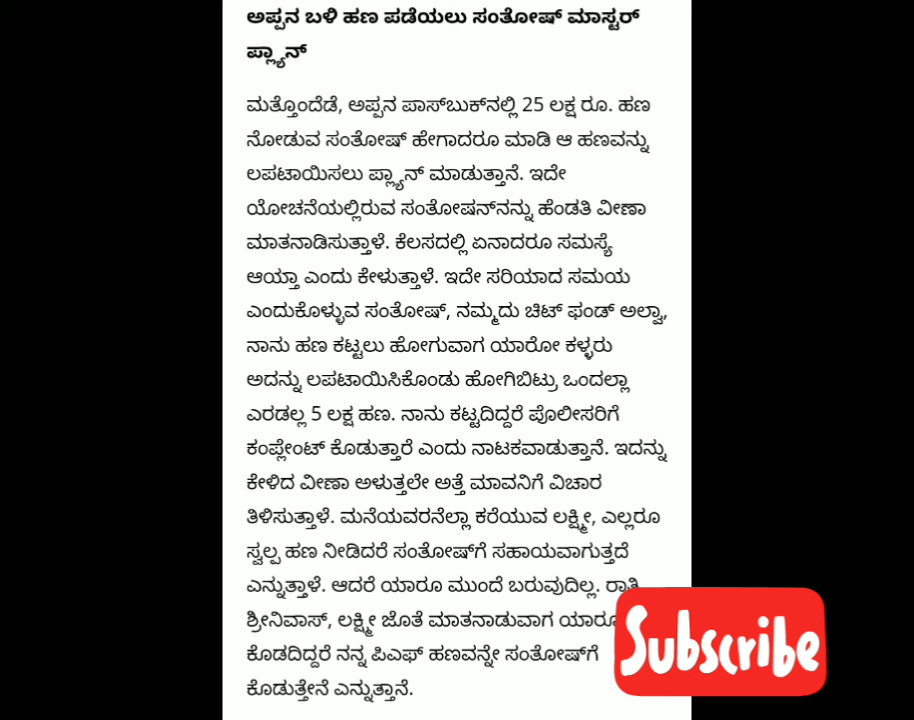 ಅಪ್ಪನ ಬಳಿ ಹಣ ಪಡೆಯಲು ಸಂತೋಷ್ ಮಾಸ್ಟರ್
ಪ್ಲ್ಯಾನ್
ಮತ್ತೊಂದೆಡೆ, ಅಪ್ಪನ ಪಾಸ್‌ಬುಕ್‌ನಲ್ಲಿ 25 ಲಕ್ಷ ರೂ. ಹಣ
ನೋಡುವ ಸಂತೋಷ್ ಹೇಗಾದರೂ ಮಾಡಿ ಆ ಹಣವನ್ನು
ಲಪಟಾಯಿಸಲು ಪ್ಲ್ಯಾನ್ ಮಾಡುತ್ತಾನೆ. ಇದೇ
ಯೋಚನೆಯಲ್ಲಿರುವ ಸಂತೋಷನ್‌ನನ್ನು ಹೆಂಡತಿ ವೀಣಾ
ಮಾತನಾಡಿಸುತ್ತಾಳೆ. ಕೆಲಸದಲ್ಲಿ ಏನಾದರೂ ಸಮಸ್ಯೆ
ಆಯ್ತಾ ಎಂದು ಕೇಳುತ್ತಾಳೆ. ಇದೇ ಸರಿಯಾದ ಸಮಯ
ಎಂದುಕೊಳ್ಳುವ ಸಂತೋಷ್, ನಮ್ಮದು ಚಿಟ್ ಫಂಡ್ ಅಲ್ವಾ,
ನಾನು ಹಣ ಕಟ್ಟಲು ಹೋಗುವಾಗ ಯಾರೋ ಕಳ್ಳರು
ಅದನ್ನು ಲಪಟಾಯಿಸಿಕೊಂಡು ಹೋಗಿಬಿಟ್ರು ಒಂದಲ್ಲಾ
ಎರಡಲ್ಲ 5 ಲಕ್ಷ ಹಣ. ನಾನು ಕಟ್ಟದಿದ್ದರೆ ಪೊಲೀಸರಿಗೆ
ಕಂಪ್ಲೇಂಟ್ ಕೊಡುತ್ತಾರೆ ಎಂದು ನಾಟಕವಾಡುತ್ತಾನೆ. ಇದನ್ನು
ಕೇಳಿದ ವೀಣಾ ಅಳುತ್ತಲೇ ಅತ್ತೆ ಮಾವನಿಗೆ ವಿಚಾರ
ತಿಳಿಸುತ್ತಾಳೆ. ಮನೆಯವರನೆಲ್ಲಾ ಕರೆಯುವ ಲಕ್ಷ್ಮೀ, ಎಲ್ಲರೂ
ಸ್ವಲ್ಪ ಹಣ ನೀಡಿದರೆ ಸಂತೋಷ್‌ಗೆ ಸಹಾಯವಾಗುತ್ತದೆ
ಎನ್ನುತ್ತಾಳೆ. ಆದರೆ ಯಾರೂ ಮುಂದೆ ಬರುವುದಿಲ್ಲ.
ಶ್ರೀನಿವಾಸ್, ಲಕ್ಷ್ಮೀ ಜೊತೆ ಮಾತನಾಡುವಾಗ
ಕೊಡದಿದ್ದರೆ ನನ್ನ ಪಿಎಫ್ ಹಣವನ್ನೇ ಸಂತೋಷ್‌ಗೆ
ಕೊಡುತ್ತೇನೆ ಎನ್ನುತ್ತಾನೆ.
Subscribe